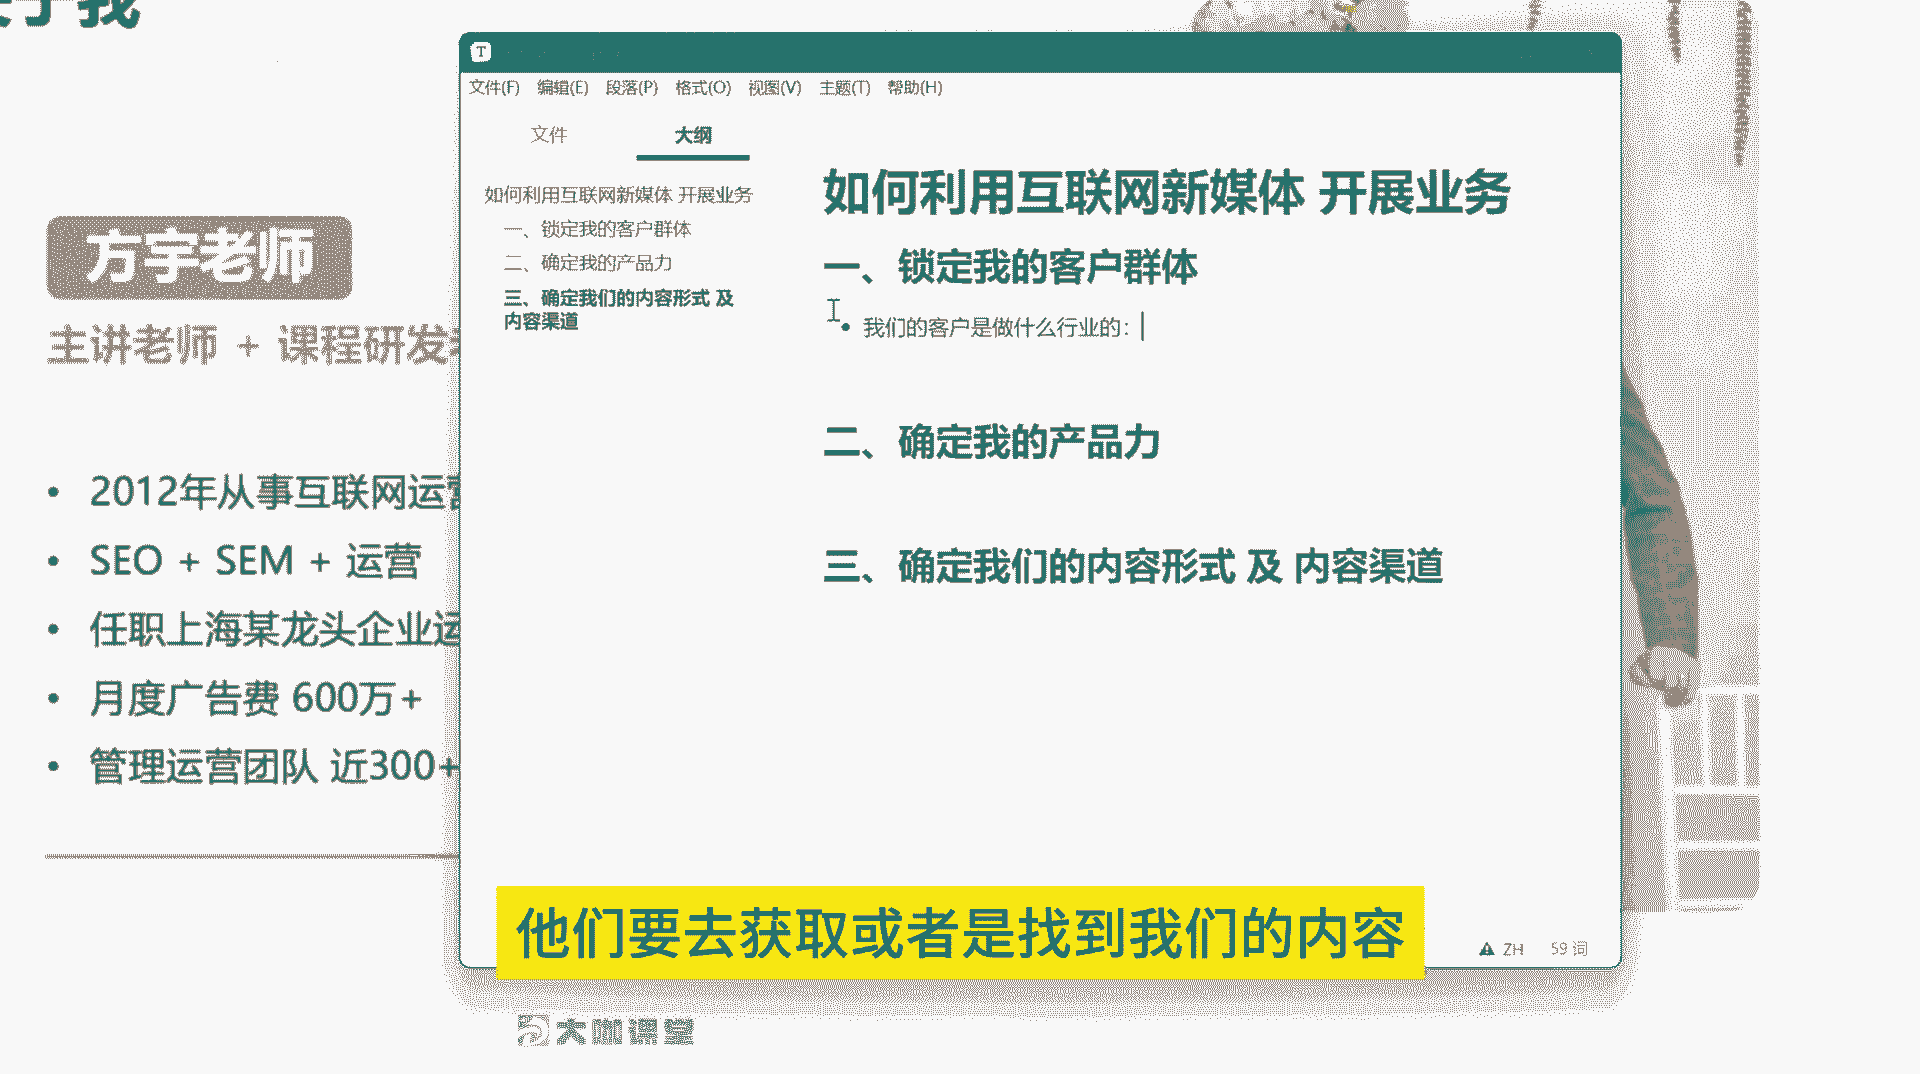 于我
方宇老师
主讲老师 + 课程研发
2012年从事互联网运营
SEO + SEM + 运营
任职上海某龙头企业运
月度广告费 600万+
管理运营团队 近300+
T
文件(F) 编辑(E) 段落(P) 格式(O) 视图(V) 主题(T) 帮助(H)
文件 大纲
如何利用互联网新媒体 开展业务
一、锁定我的客户群体
二、确定我的产品力
三、确定我们的内容形式 及
内容渠道
如何利用互联网新媒体 开展业务
一、锁定我的客户群体
我们的客户是做什么行业的：
二、确定我的产品力
三、确定我们的内容形式 及 内容渠道
他们要去获取或者是找到我们的内容
ZH 59 词
大咖课堂